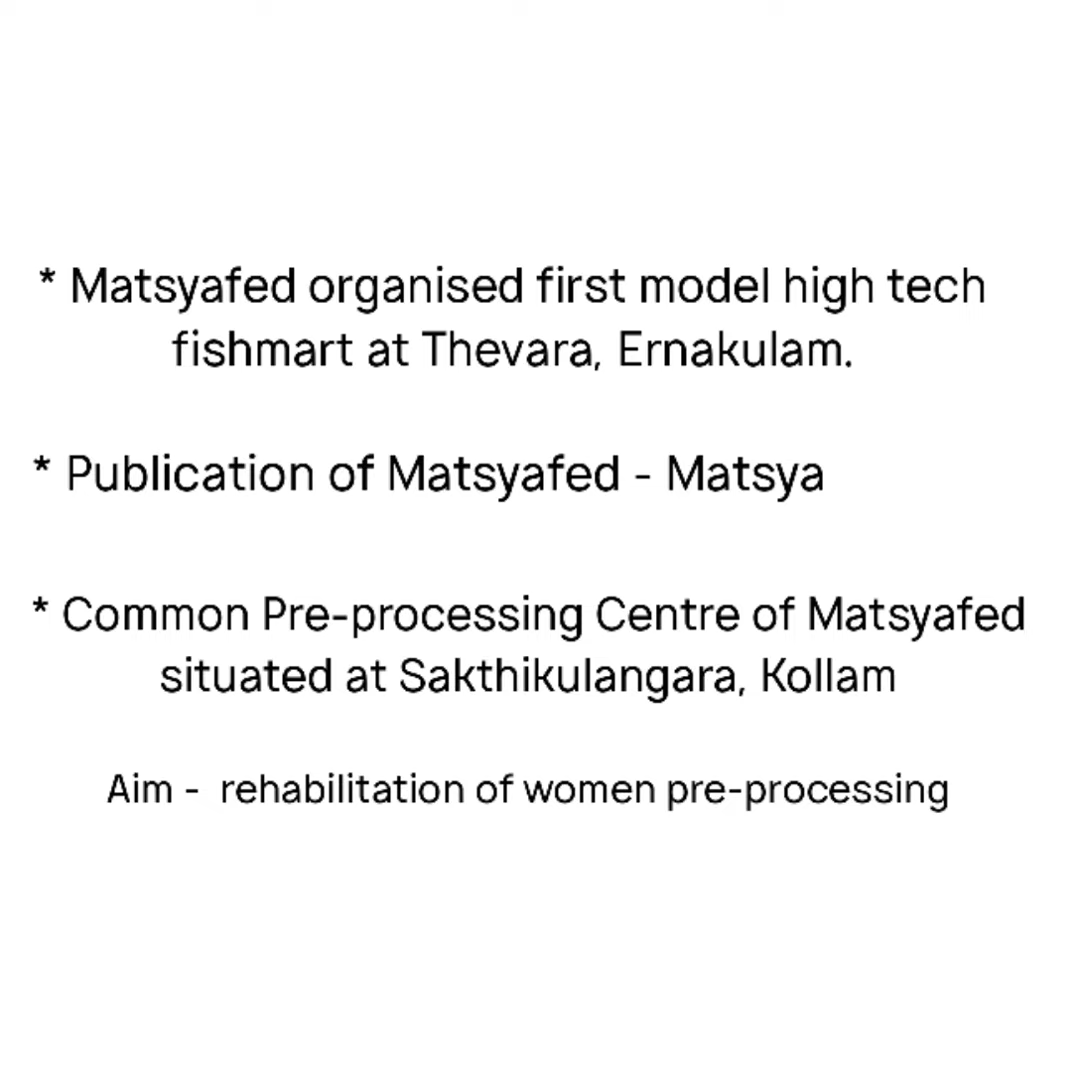 * Matsyafed organised first model high tech
fishmart at Thevara, Ernakulam.
* Publication of Matsyafed - Matsya
* Common Pre-processing Centre of Matsyafed
situated at Sakthikulangara, Kollam
Aim - rehabilitation of women pre-processing